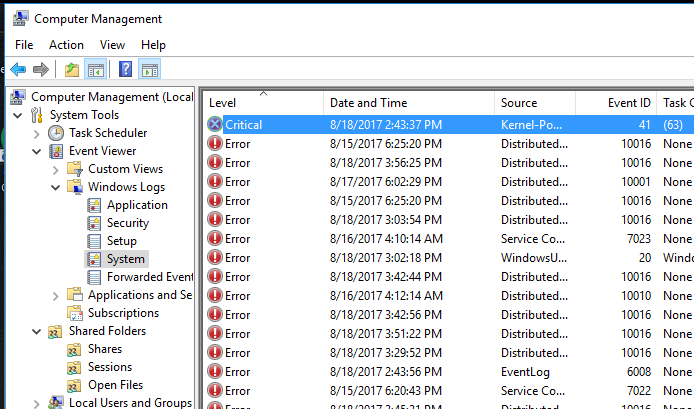 Computer Management
File Action View Help
Computer Management (Local
System Tools
Task Scheduler
Event Viewer
Custom Views
Windows Logs
Application
Security
Setup
System
Forwarded Event
Applications and Se
Subscriptions
Shared Folders
Shares
Sessions
Open Files
Local Users and Groups
Level Date and Time Source Event ID Task C
Critical 8/18/2017 2:43:37 PM Kernel-Po... 41 (63)
Error 8/15/2017 6:25:20 PM Distributed... 10016 None
Error 8/18/2017 3:56:25 PM Distributed... 10016 None
Error 8/17/2017 6:02:29 PM Distributed... 10001 None
Error 8/15/2017 6:25:20 PM Distributed... 10016 None
Error 8/18/2017 3:03:54 PM Distributed... 10016 None
Error 8/16/2017 4:10:14 AM Service Co... 7023 None
Error 8/18/2017 3:02:18 PM WindowsU... 20 Windo
Error 8/18/2017 3:42:44 PM Distributed... 10016 None
Error 8/16/2017 4:12:14 AM Distributed... 10010 None
Error 8/18/2017 3:42:56 PM Distributed... 10016 None
Error 8/18/2017 3:51:22 PM Distributed... 10016 None
Error 8/18/2017 3:29:52 PM Distributed... 10016 None
Error 8/18/2017 2:43:56 PM EventLog 6008 None
Error 8/15/2017 6:20:43 PM Service Co... 7022 None